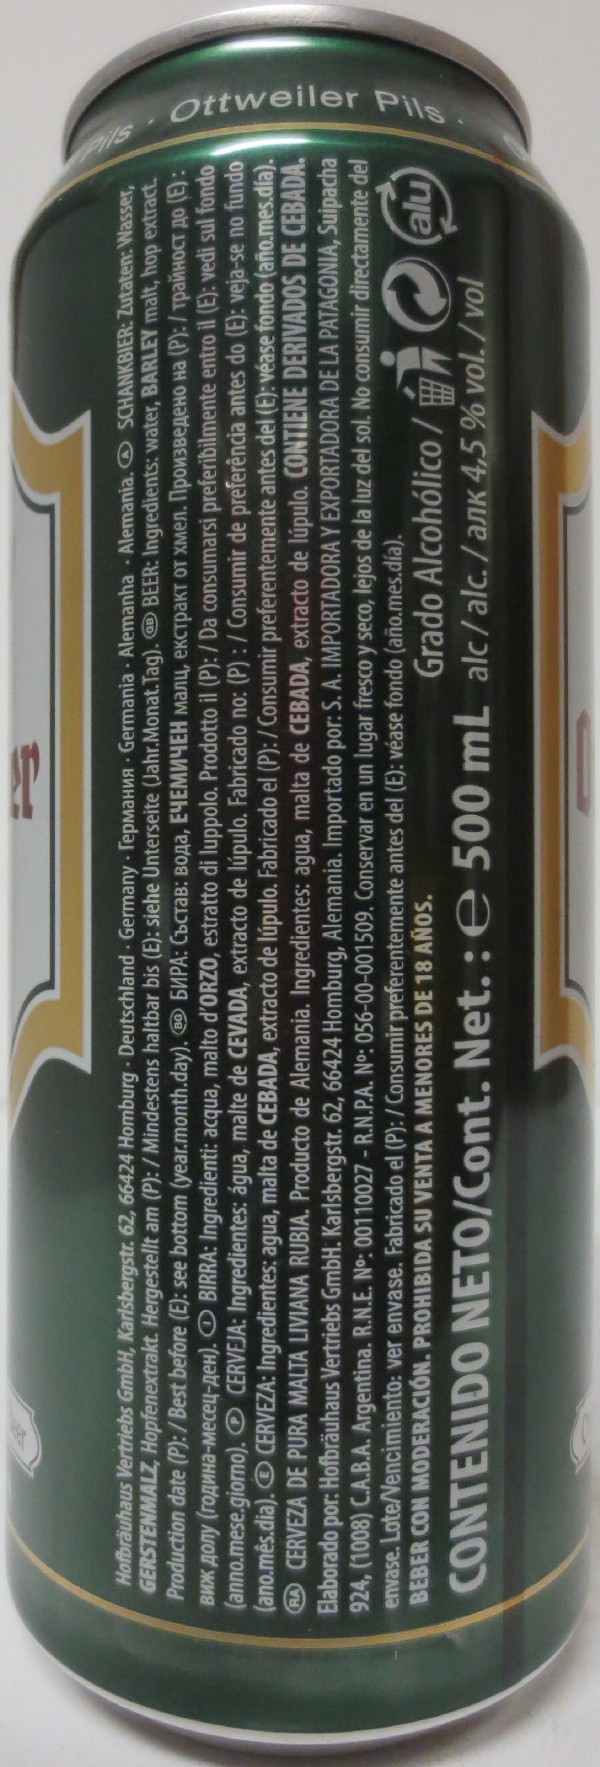 Pils · Ottweiler Pils ·
Hofbräuhaus Vertriebs GmbH, Karlsbergstr. 62, 66424 Homburg · Deutschland · Germany · Германия · Germania · Alemanha · Alemania. A SCHANKBIER: Zutaten: Wasser,
GERSTENMALZ, Hopfenextrakt. Hergestellt am (P): / Mindestens haltbar bis (E): siehe Unterseite (Jahr.Monat.Tag). GB BEER: Ingredients: water, BARLEY malt, hop extract.
Production date (P): / Best before (E): see bottom (year.month.day). BG БИРА: Състав: вода, ЕЧЕМИЧЕН малц, екстракт от хмел. Произведено на (P): / трайност до (E):
виж долу (година-месец-ден). I BIRRA: Ingredienti: acqua, malto d'ORZO, estratto di luppolo. Prodotto il (P): / Da consumarsi preferibilmente entro il (E): vedi sul fondo
(anno.mese.giorno). P CERVEJA: Ingredientes: água, malte de CEVADA, extracto de lúpulo. Fabricado no: (P) : / Consumir de preferência antes do (E): veja-se no fundo
(ano.mês.dia). E CERVEZA: Ingredientes: agua, malta de CEBADA, extracto de lúpulo. Fabricado el (P): / Consumir preferentemente antes del (E): véase fondo (año.mes.día).
RA CERVEZA DE PURA MALTA LIVIANA RUBIA. Producto de Alemania. Ingredientes: agua, malta de CEBADA, extracto de lúpulo. CONTIENE DERIVADOS DE CEBADA.
Elaborado por: Hofbräuhaus Vertriebs GmbH. Karlsbergstr. 62, 66424 Homburg, Alemania. Importado por: S. A. IMPORTADORA Y EXPORTADORA DE LA PATAGONIA, Suipacha
924, (1008) C.A.B.A. Argentina. R.N.E. Nº: 00110027 - R.N.P.A. Nº: 056-00-001509. Conservar en un lugar fresco y seco, lejos de la luz del sol. No consumir directamente del
envase. Lote/Vencimiento: ver envase. Fabricado el (P): / Consumir preferentemente antes del (E): véase fondo (año.mes.día).
BEBER CON MODERACIÓN. PROHIBIDA SU VENTA A MENORES DE 18 AÑOS.
Grado Alcohólico /
CONTENIDO NETO/Cont. Net.: e 500 mL alc / alc. / алк 4,5 % vol. / vol
alu
er